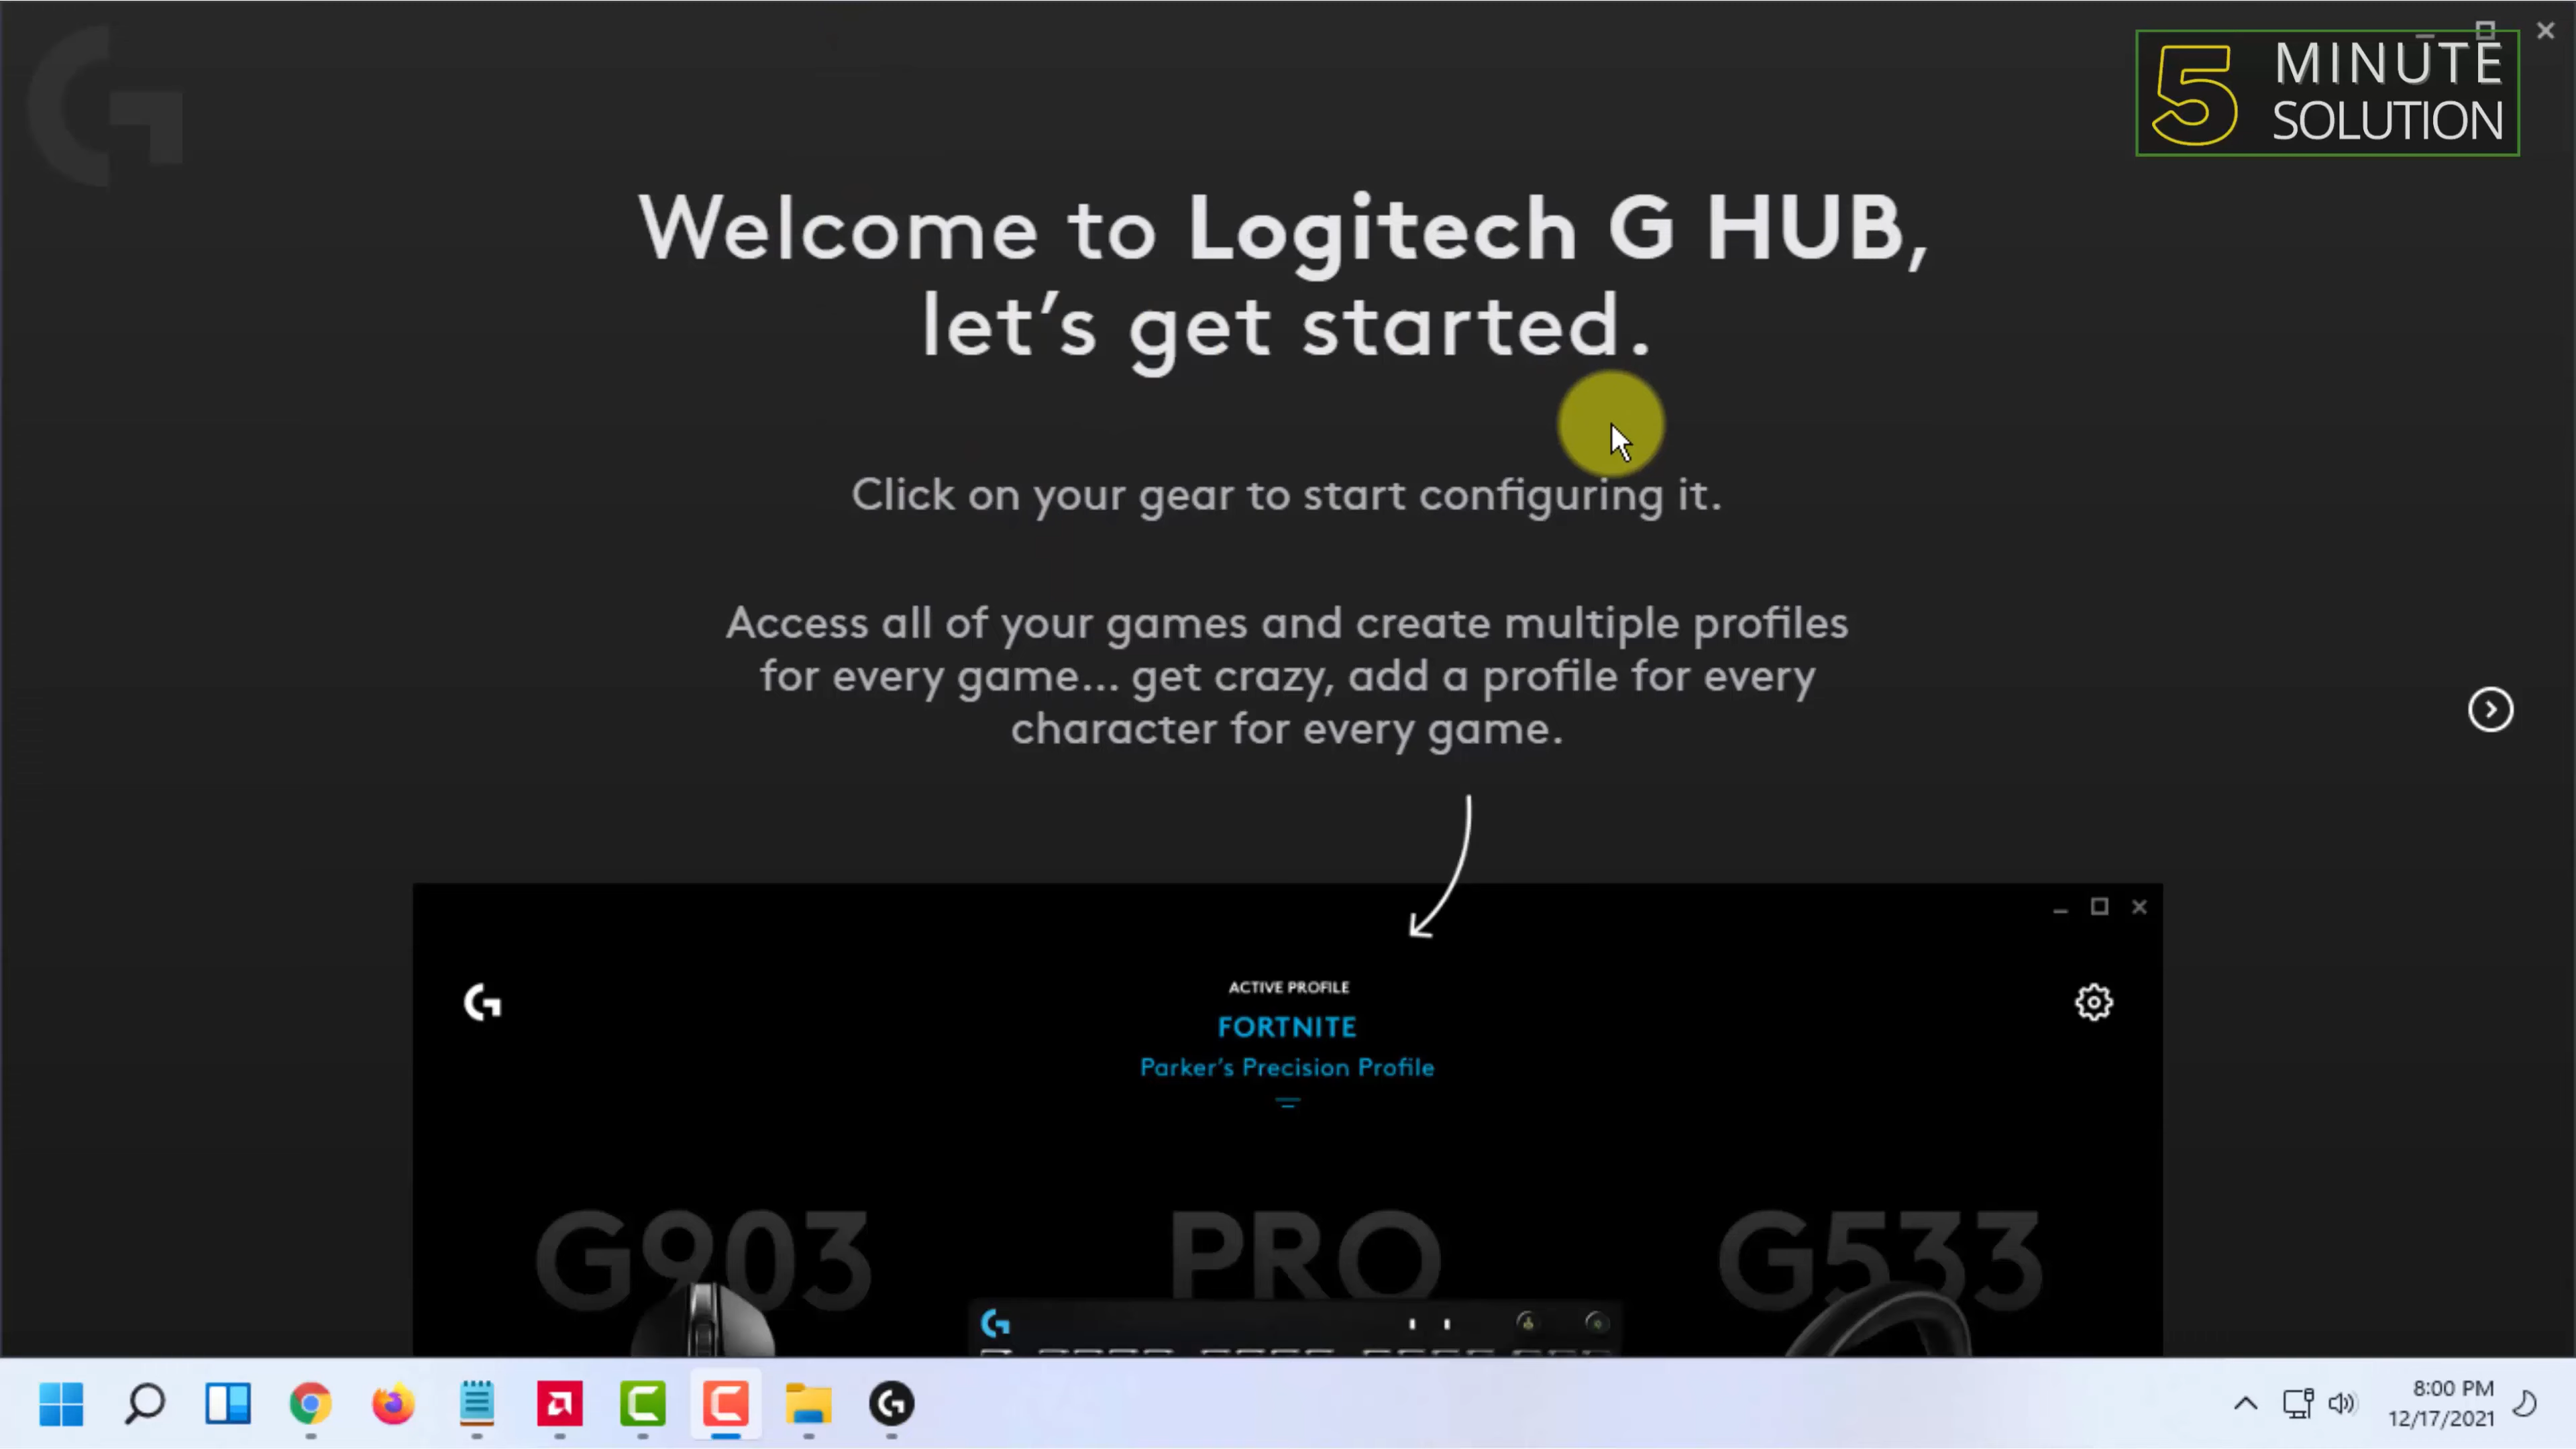 5 MINUTE
SOLUTION
Welcome to Logitech G HUB,
let's get started.
Click on your gear to start configuring it.
Access all of your games and create multiple profiles
for every game... get crazy, add a profile for every
character for every game.
ACTIVE PROFILE
FORTNITE
Parker's Precision Profile
G903 PRO G533
8:00 PM
12/17/2021